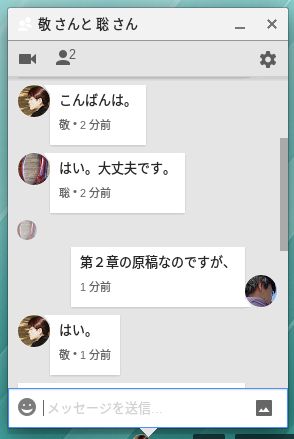 敬 さんと 聡 さん
2
こんばんは。
敬 • 2 分前
はい。大丈夫です。
聡 • 2 分前
第２章の原稿なのですが、
1 分前
はい。
敬 • 1 分前
メッセージを送信...